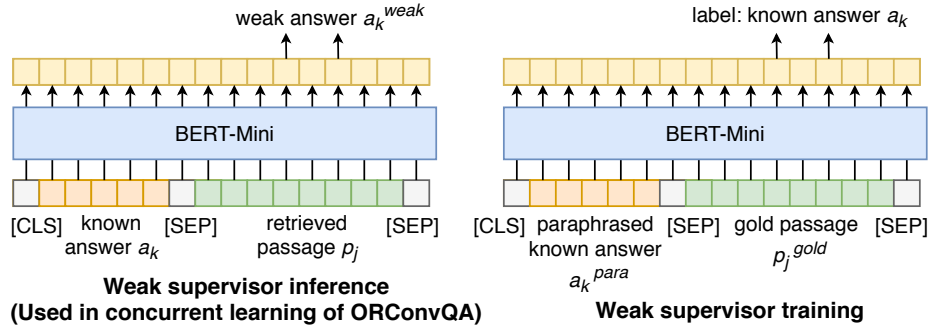 weak answer a_k^weak
BERT-Mini
[CLS] known answer a_k [SEP] retrieved passage p_j [SEP]
Weak supervisor inference
(Used in concurrent learning of ORConvQA)
label: known answer a_k
BERT-Mini
[CLS] paraphrased known answer a_k^para [SEP] gold passage p_j^gold [SEP]
Weak supervisor training